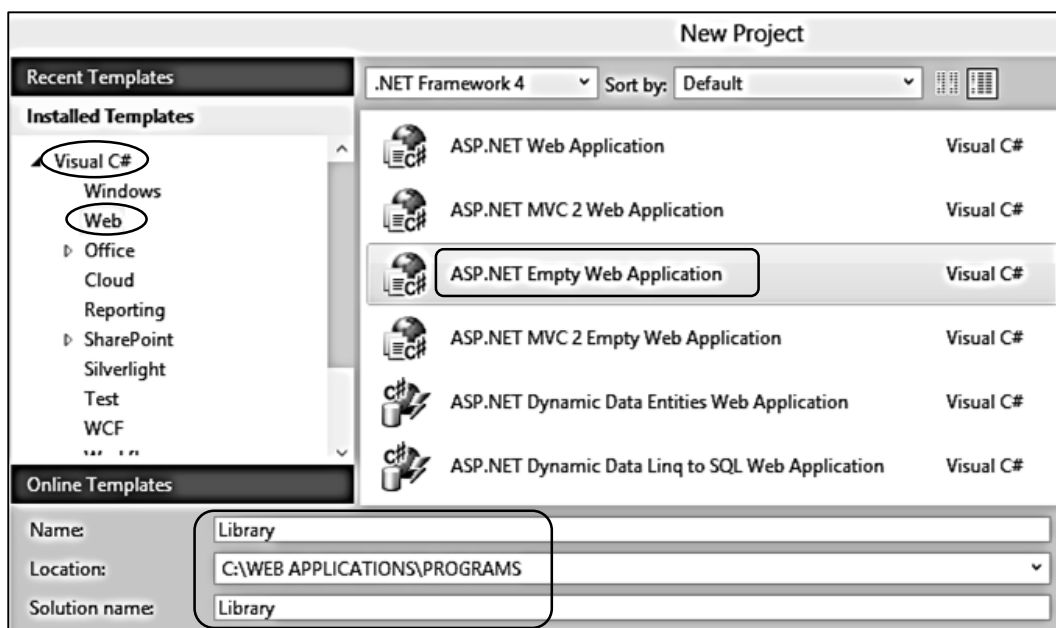 New Project
Recent Templates
.NET Framework 4
Sort by:
Default
Installed Templates
Visual C#
Windows
Web
Office
Cloud
Reporting
SharePoint
Silverlight
Test
WCF
ASP.NET Web Application Visual C#
ASP.NET MVC 2 Web Application Visual C#
ASP.NET Empty Web Application Visual C#
ASP.NET MVC 2 Empty Web Application Visual C#
ASP.NET Dynamic Data Entities Web Application Visual C#
ASP.NET Dynamic Data Linq to SQL Web Application Visual C#
Online Templates
Name: Library
Location: C:\WEB APPLICATIONS\PROGRAMS
Solution name: Library